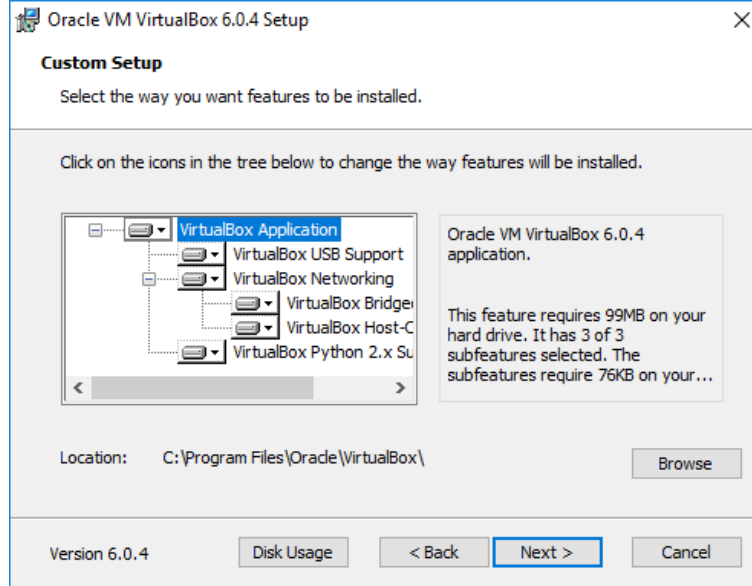 Oracle VM VirtualBox 6.0.4 Setup
Custom Setup
Select the way you want features to be installed.
Click on the icons in the tree below to change the way features will be installed.
VirtualBox Application
VirtualBox USB Support
VirtualBox Networking
VirtualBox Bridge
VirtualBox Host-C
VirtualBox Python 2.x Su
Oracle VM VirtualBox 6.0.4
application.
This feature requires 99MB on your
hard drive. It has 3 of 3
subfeatures selected. The
subfeatures require 76KB on your...
Location: C:\Program Files\Oracle\VirtualBox\
Browse
Version 6.0.4 Disk Usage < Back Next > Cancel